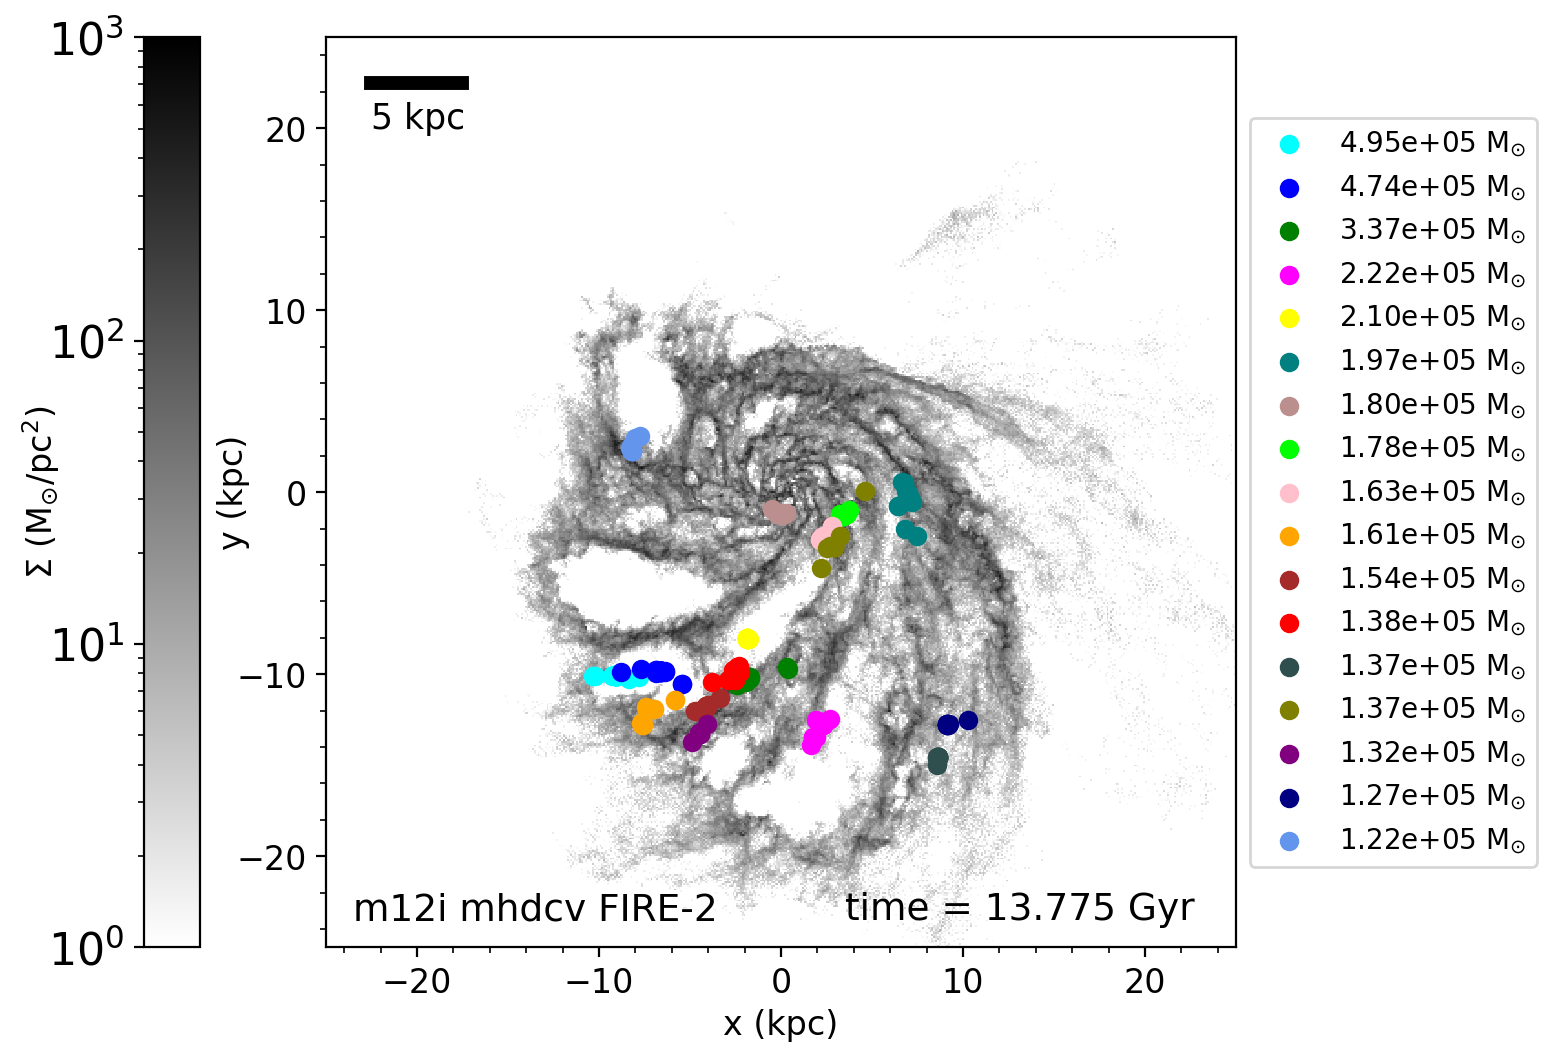 10³
10²
10¹
10⁰
Σ (M⊙/pc²)
5 kpc
20
10
0
−10
−20
y (kpc)
m12i mhdcv FIRE-2
time = 13.775 Gyr
−20
−10
0
10
20
x (kpc)
4.95e+05 M⊙
4.74e+05 M⊙
3.37e+05 M⊙
2.22e+05 M⊙
2.10e+05 M⊙
1.97e+05 M⊙
1.80e+05 M⊙
1.78e+05 M⊙
1.63e+05 M⊙
1.61e+05 M⊙
1.54e+05 M⊙
1.38e+05 M⊙
1.37e+05 M⊙
1.37e+05 M⊙
1.32e+05 M⊙
1.27e+05 M⊙
1.22e+05 M⊙